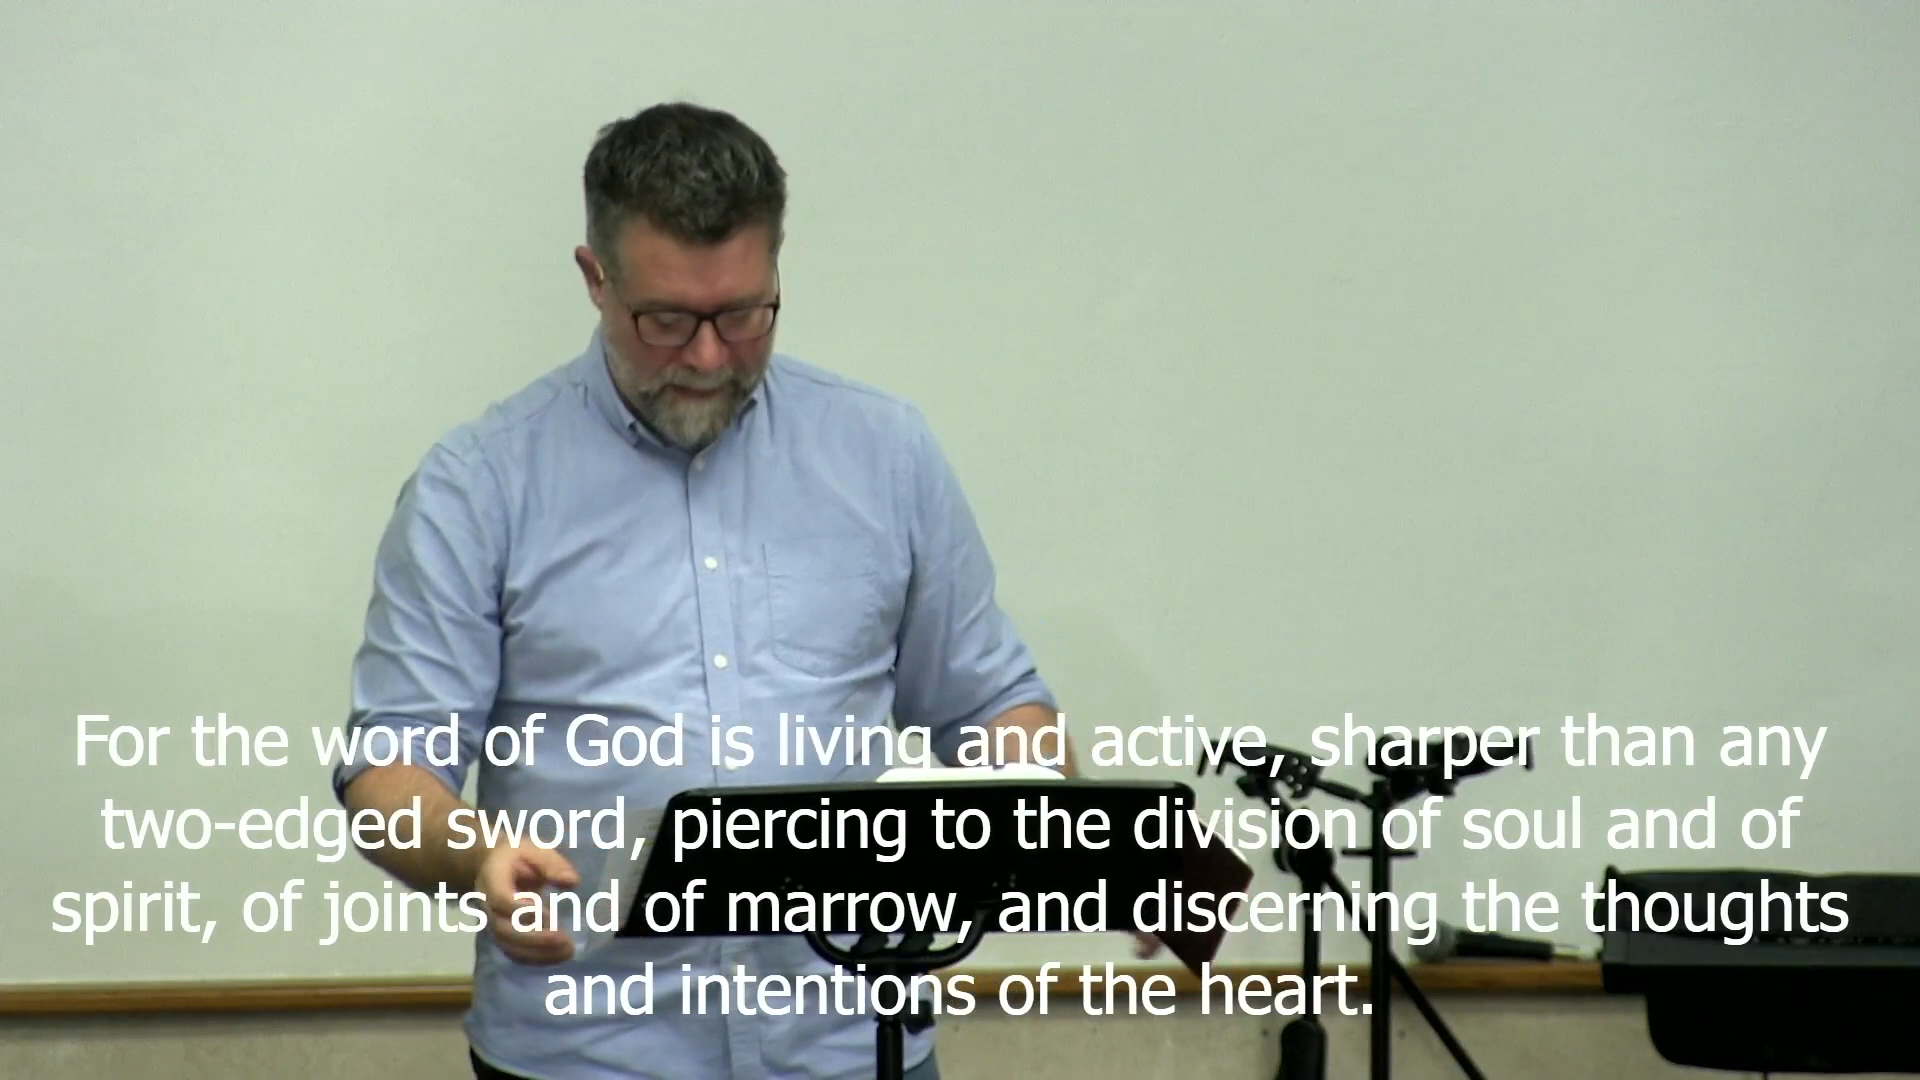 For the word of God is living and active, sharper than any
two-edged sword, piercing to the division of soul and of
spirit, of joints and of marrow, and discerning the thoughts
and intentions of the heart.